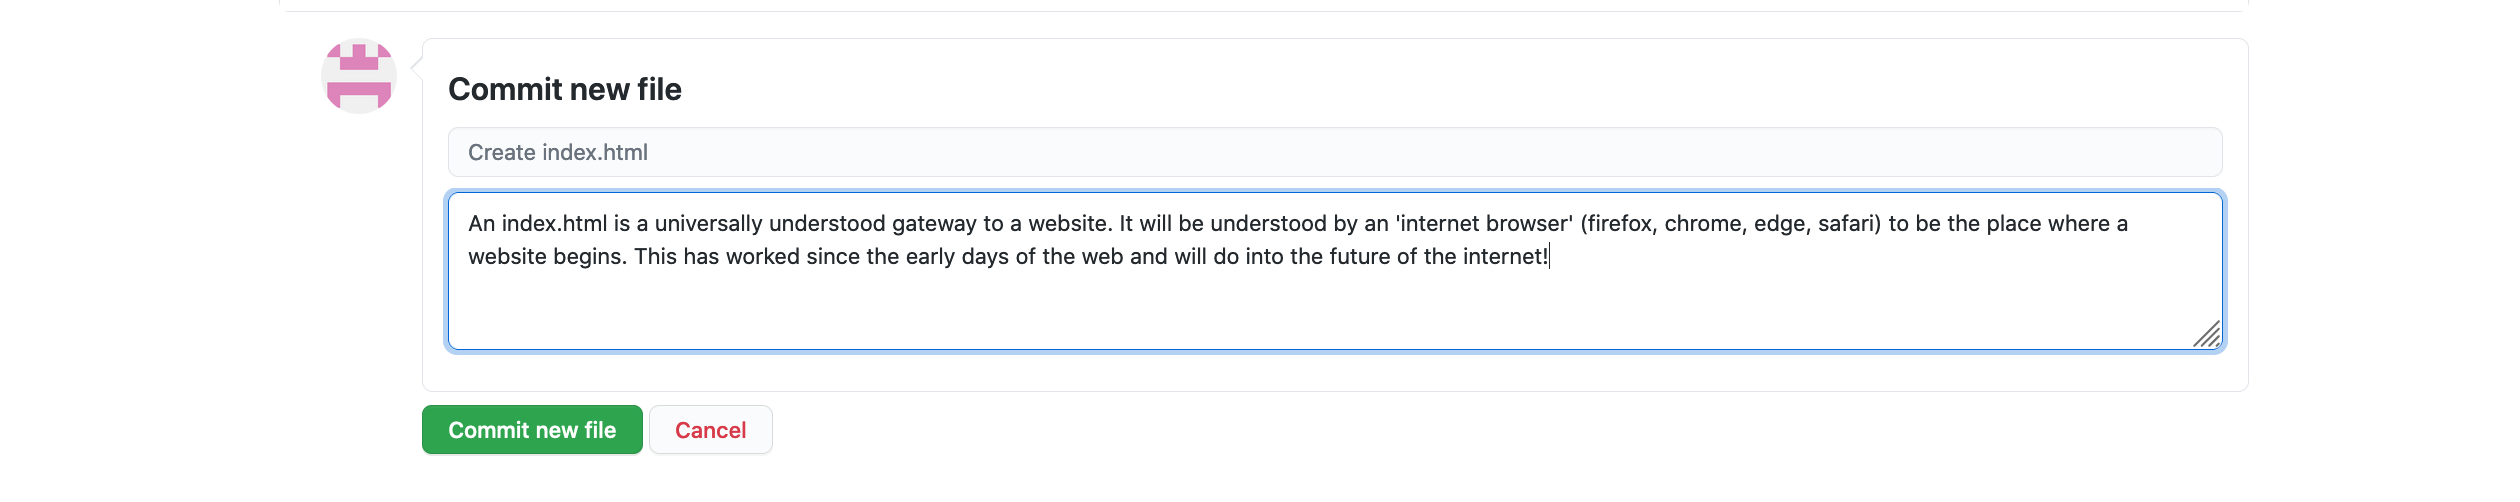 Commit new file
Create index.html
An index.html is a universally understood gateway to a website. It will be understood by an 'internet browser' (firefox, chrome, edge, safari) to be the place where a
website begins. This has worked since the early days of the web and will do into the future of the internet!
Commit new file
Cancel